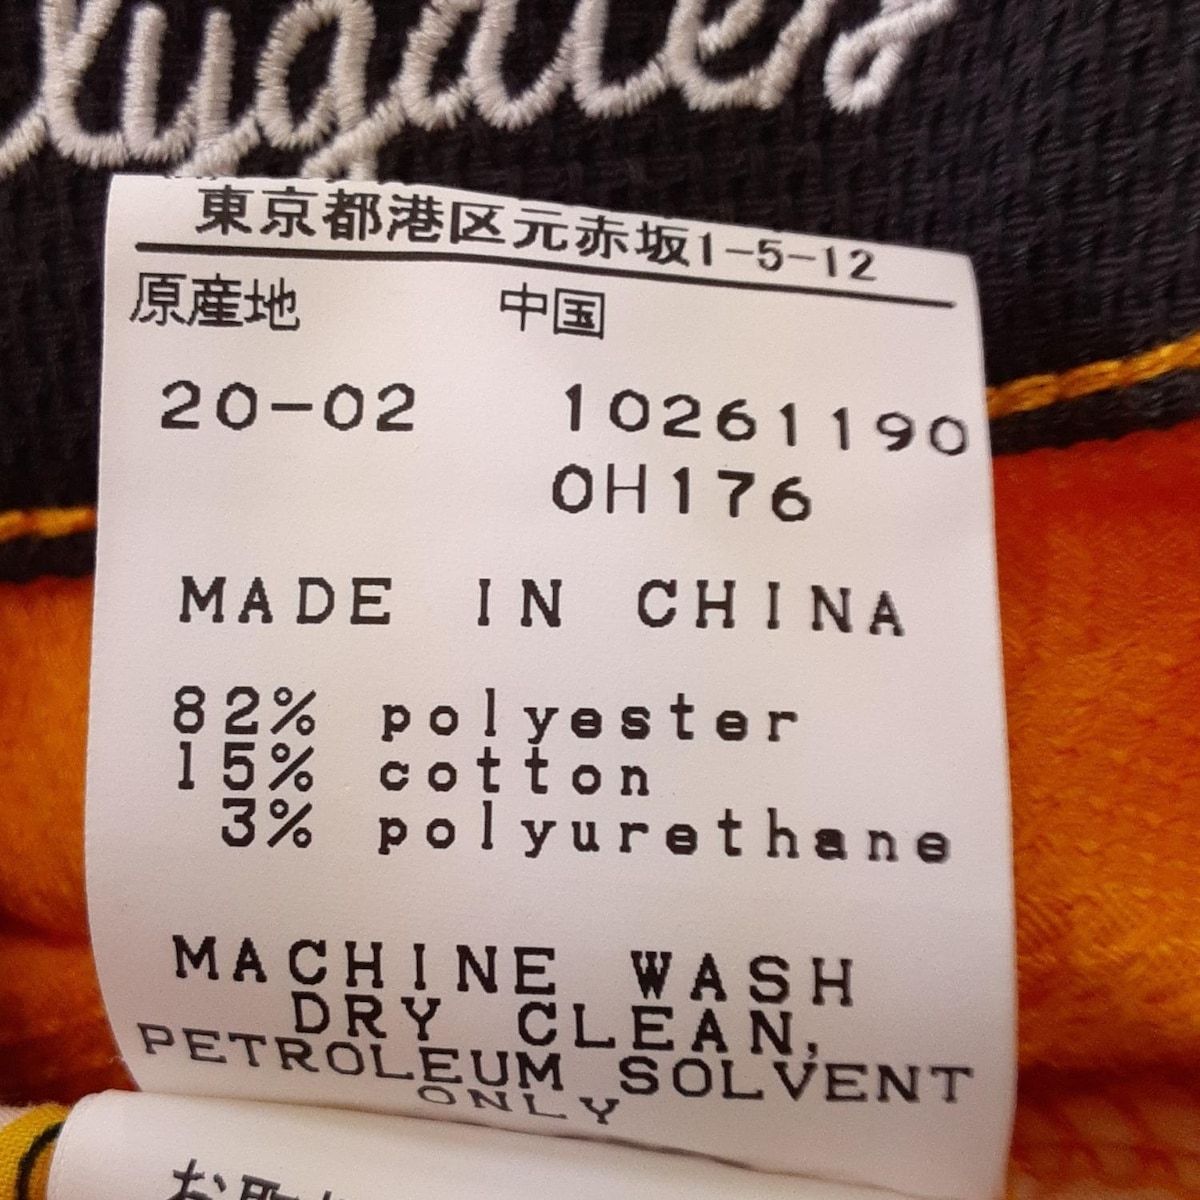 東京都港区元赤坂1-5-12
原産地 中国
20-02 10261190
0H176
MADE IN CHINA
82% polyester
15% cotton
3% polyurethane
MACHINE WASH
DRY CLEAN,
PETROLEUM SOLVENT
ONLY